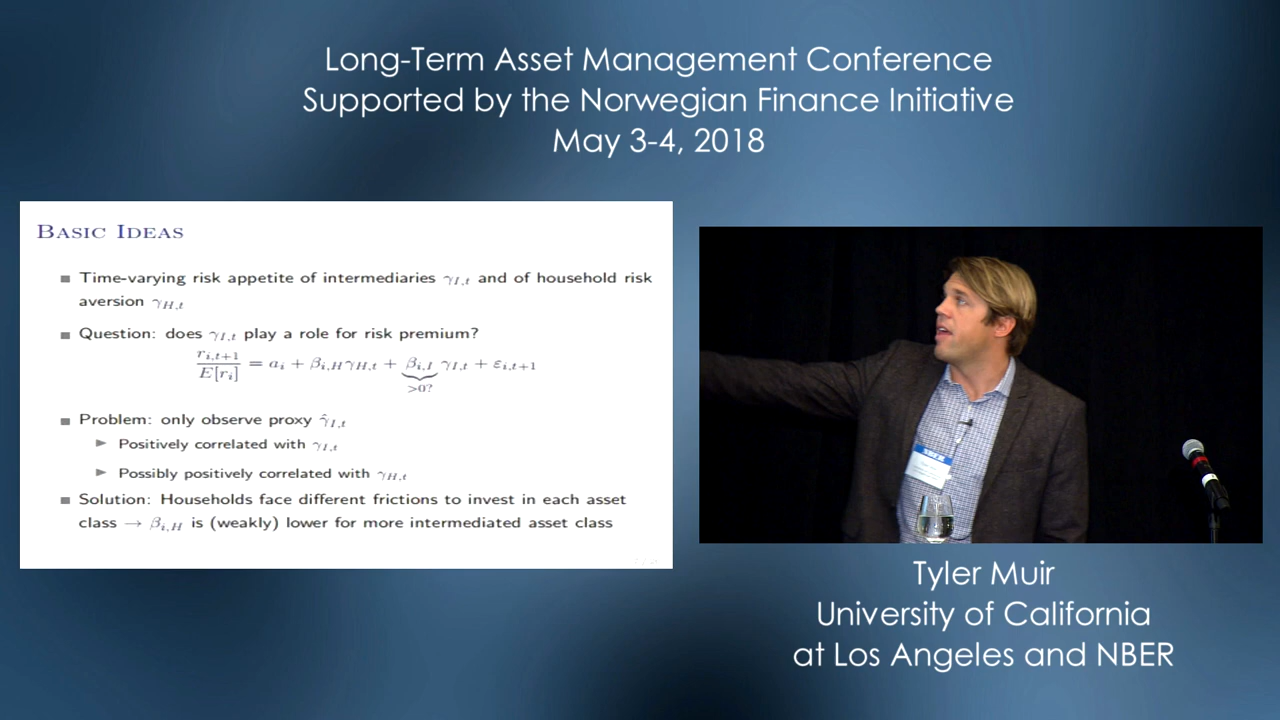 Long-Term Asset Management Conference
Supported by the Norwegian Finance Initiative
May 3-4, 2018
BASIC IDEAS
Time-varying risk appetite of intermediaries γ_{I,t} and of household risk
aversion γ_{H,t}
Question: does γ_{I,t} play a role for risk premium?
r_{i,t+1}/E[r_i] = a_i + β_{i,H}γ_{H,t} + β_{i,I} γ_{I,t} + ε_{i,t+1}
>0?
Problem: only observe proxy γ̂_{I,t}
Positively correlated with γ_{I,t}
Possibly positively correlated with γ_{H,t}
Solution: Households face different frictions to invest in each asset
class → β_{i,H} is (weakly) lower for more intermediated asset class
NBER
Tyler Muir
University of California
at Los Angeles and NBER